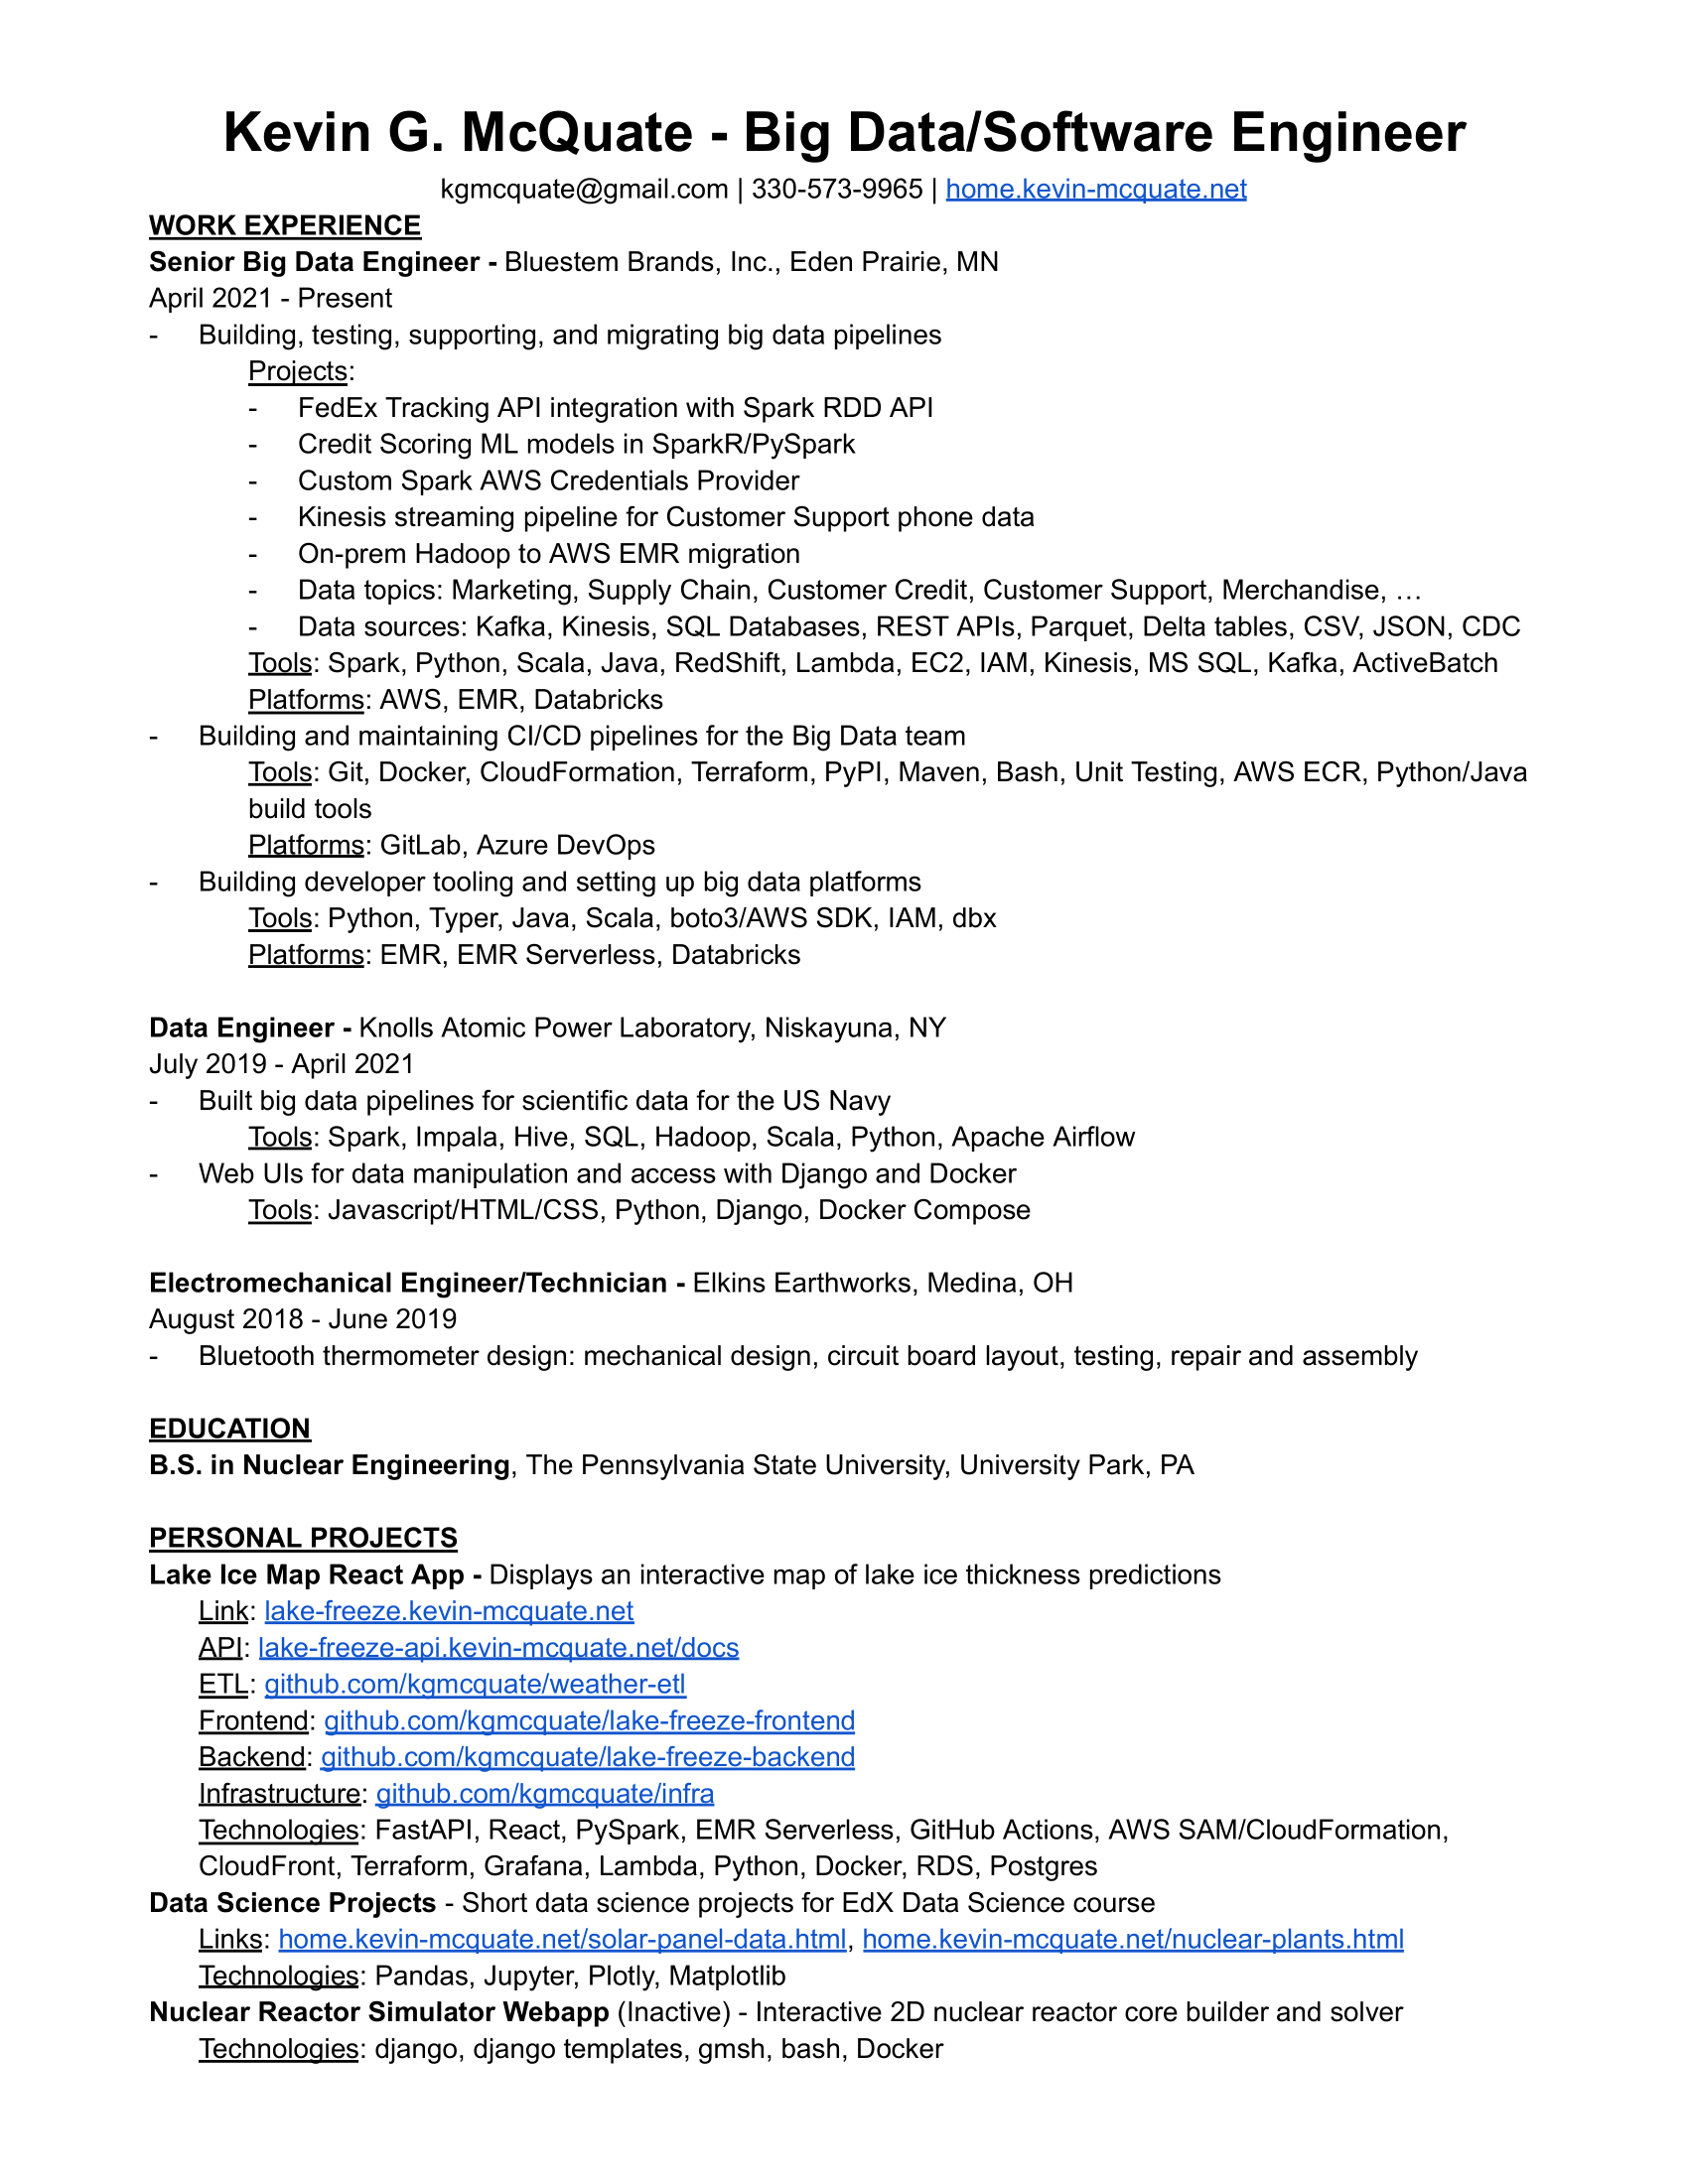 Kevin G. McQuate - Big Data/Software Engineer
kgmcquate@gmail.com | 330-573-9965 | home.kevin-mcquate.net
WORK EXPERIENCE
Senior Big Data Engineer - Bluestem Brands, Inc., Eden Prairie, MN
April 2021 - Present
- Building, testing, supporting, and migrating big data pipelines
Projects:
- FedEx Tracking API integration with Spark RDD API
- Credit Scoring ML models in SparkR/PySpark
- Custom Spark AWS Credentials Provider
- Kinesis streaming pipeline for Customer Support phone data
- On-prem Hadoop to AWS EMR migration
- Data topics: Marketing, Supply Chain, Customer Credit, Customer Support, Merchandise, …
- Data sources: Kafka, Kinesis, SQL Databases, REST APIs, Parquet, Delta tables, CSV, JSON, CDC
Tools: Spark, Python, Scala, Java, RedShift, Lambda, EC2, IAM, Kinesis, MS SQL, Kafka, ActiveBatch
Platforms: AWS, EMR, Databricks
- Building and maintaining CI/CD pipelines for the Big Data team
Tools: Git, Docker, CloudFormation, Terraform, PyPI, Maven, Bash, Unit Testing, AWS ECR, Python/Java
build tools
Platforms: GitLab, Azure DevOps
- Building developer tooling and setting up big data platforms
Tools: Python, Typer, Java, Scala, boto3/AWS SDK, IAM, dbx
Platforms: EMR, EMR Serverless, Databricks
Data Engineer - Knolls Atomic Power Laboratory, Niskayuna, NY
July 2019 - April 2021
- Built big data pipelines for scientific data for the US Navy
Tools: Spark, Impala, Hive, SQL, Hadoop, Scala, Python, Apache Airflow
- Web UIs for data manipulation and access with Django and Docker
Tools: Javascript/HTML/CSS, Python, Django, Docker Compose
Electromechanical Engineer/Technician - Elkins Earthworks, Medina, OH
August 2018 - June 2019
- Bluetooth thermometer design: mechanical design, circuit board layout, testing, repair and assembly
EDUCATION
B.S. in Nuclear Engineering, The Pennsylvania State University, University Park, PA
PERSONAL PROJECTS
Lake Ice Map React App - Displays an interactive map of lake ice thickness predictions
Link: lake-freeze.kevin-mcquate.net
API: lake-freeze-api.kevin-mcquate.net/docs
ETL: github.com/kgmcquate/weather-etl
Frontend: github.com/kgmcquate/lake-freeze-frontend
Backend: github.com/kgmcquate/lake-freeze-backend
Infrastructure: github.com/kgmcquate/infra
Technologies: FastAPI, React, PySpark, EMR Serverless, GitHub Actions, AWS SAM/CloudFormation,
CloudFront, Terraform, Grafana, Lambda, Python, Docker, RDS, Postgres
Data Science Projects - Short data science projects for EdX Data Science course
Links: home.kevin-mcquate.net/solar-panel-data.html, home.kevin-mcquate.net/nuclear-plants.html
Technologies: Pandas, Jupyter, Plotly, Matplotlib
Nuclear Reactor Simulator Webapp (Inactive) - Interactive 2D nuclear reactor core builder and solver
Technologies: django, django templates, gmsh, bash, Docker